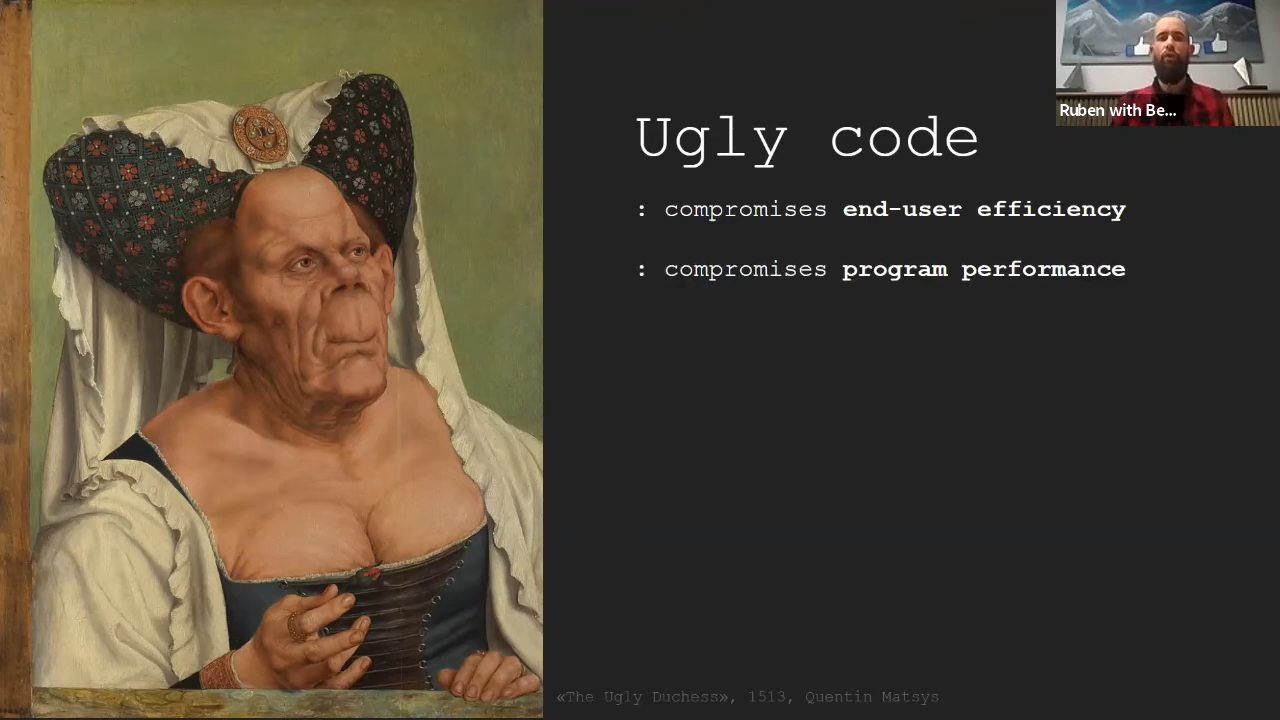 Ruben with Be...
Ugly code
: compromises end-user efficiency
: compromises program performance
«The Ugly Duchess», 1513, Quentin Matsys